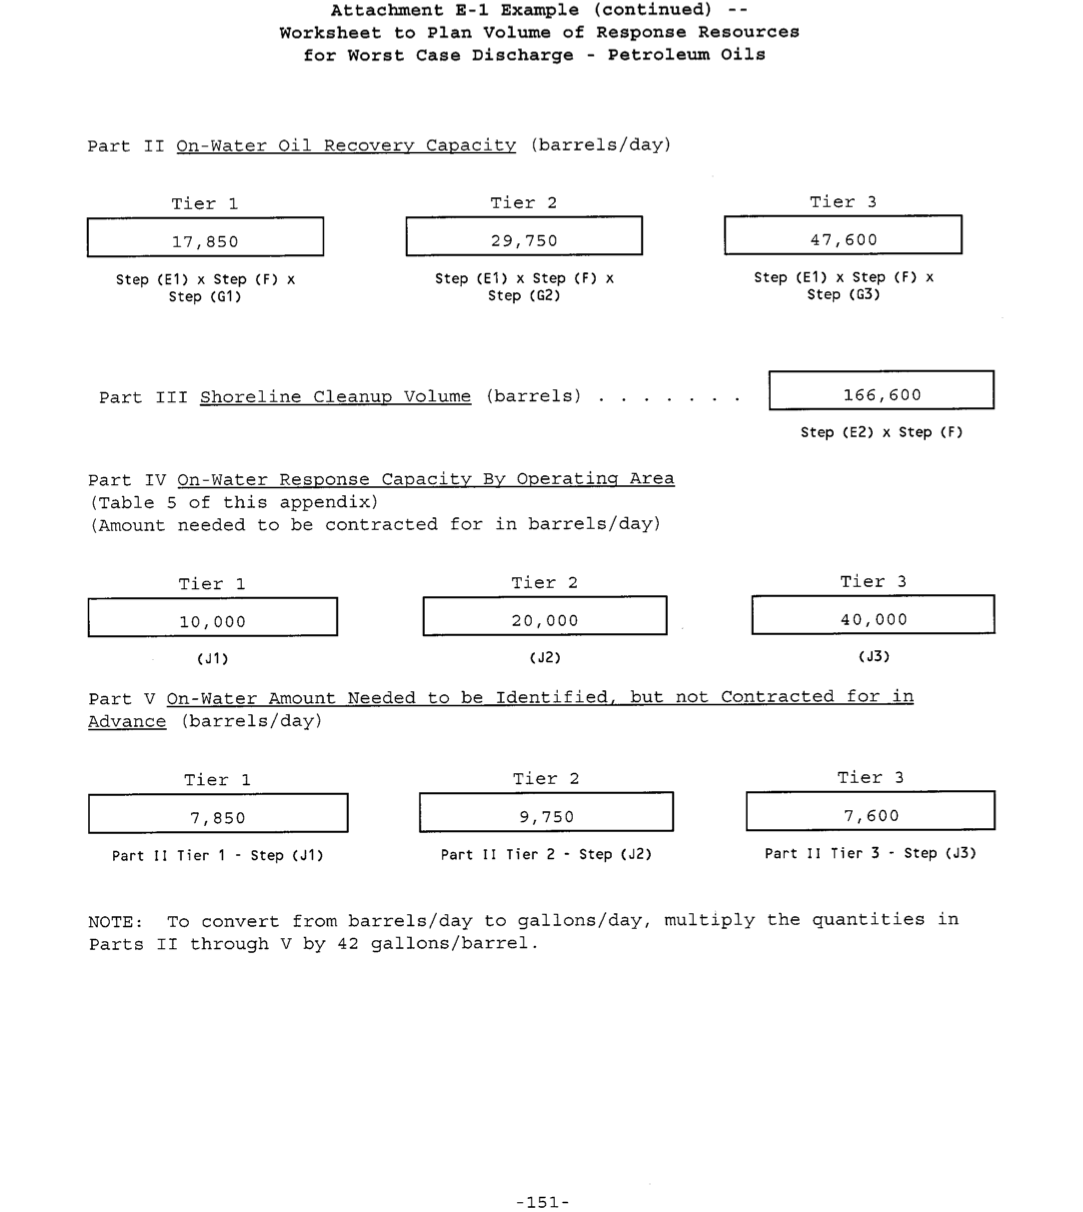 Attachment E-1 Example (continued) --
Worksheet to Plan Volume of Response Resources
for Worst Case Discharge - Petroleum Oils
Part II On-Water Oil Recovery Capacity (barrels/day)
Tier 1 Tier 2 Tier 3
17,850 29,750 47,600
Step (E1) x Step (F) x Step (E1) x Step (F) x Step (E1) x Step (F) x
Step (G1) Step (G2) Step (G3)
Part III Shoreline Cleanup Volume (barrels) . . . . . . . 166,600
Step (E2) x Step (F)
Part IV On-Water Response Capacity By Operating Area
(Table 5 of this appendix)
(Amount needed to be contracted for in barrels/day)
Tier 1 Tier 2 Tier 3
10,000 20,000 40,000
(J1) (J2) (J3)
Part V On-Water Amount Needed to be Identified, but not Contracted for in
Advance (barrels/day)
Tier 1 Tier 2 Tier 3
7,850 9,750 7,600
Part II Tier 1 - Step (J1) Part II Tier 2 - Step (J2) Part II Tier 3 - Step (J3)
NOTE: To convert from barrels/day to gallons/day, multiply the quantities in
Parts II through V by 42 gallons/barrel.
-151-